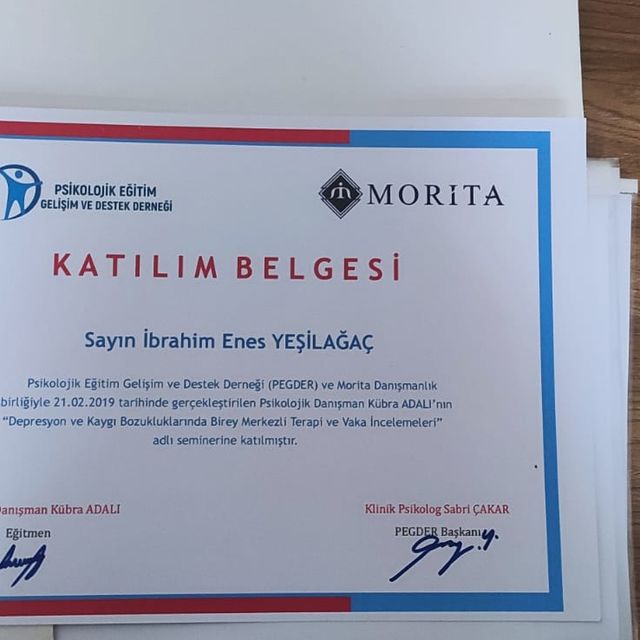 PSİKOLOJİK EĞİTİM
GELİŞİM VE DESTEK DERNEĞİ
MORITA
KATILIM BELGESİ
Sayın İbrahim Enes YEŞİLAĞAÇ
Psikolojik Eğitim Gelişim ve Destek Derneği (PEGDER) ve Morita Danışmanlık
birliğiyle 21.02.2019 tarihinde gerçekleştirilen Psikolojik Danışman Kübra ADALI'nın
“Depresyon ve Kaygı Bozukluklarında Birey Merkezli Terapi ve Vaka İncelemeleri”
adlı seminerine katılmıştır.
Danışman Kübra ADALI
Eğitmen
Klinik Psikolog Sabri ÇAKAR
PEGDER Başkanı